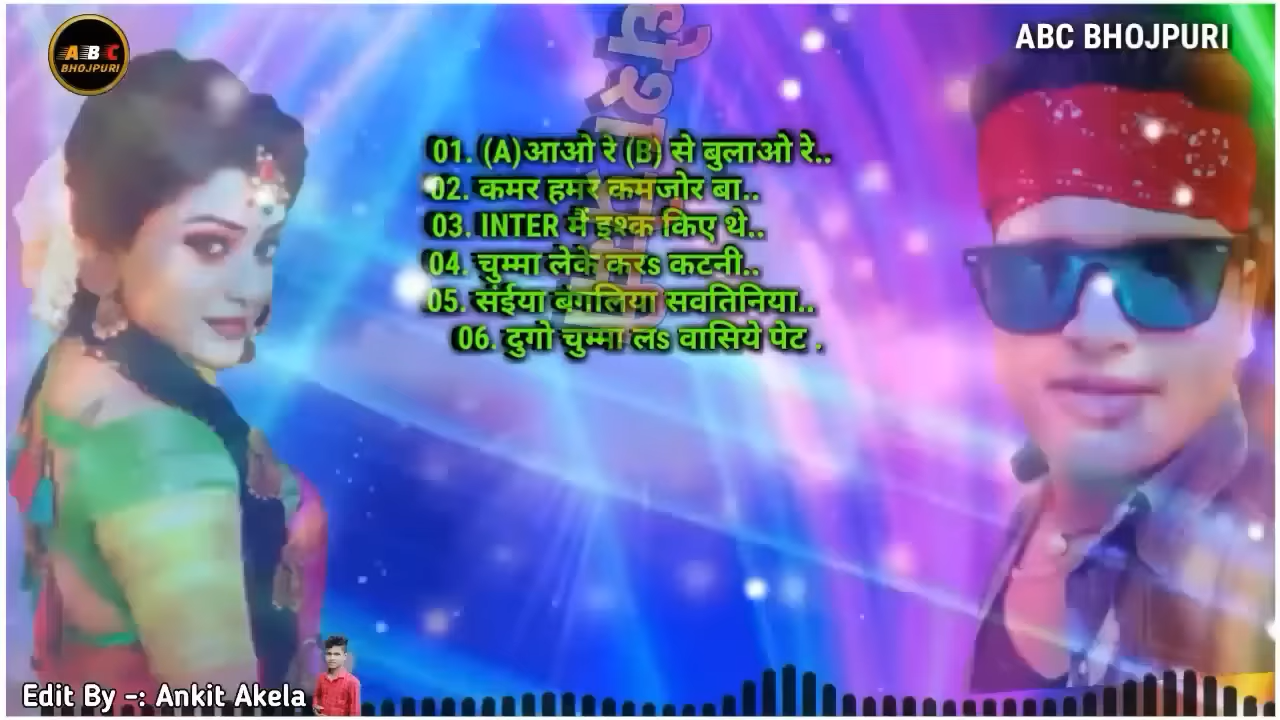 ABC
BHOJPURI
ABC BHOJPURI
01. (A)आओ रे (B) से बुलाओ रे..
02. कमर हमर कमजोर बा..
03. INTER मैं इश्क किए थे..
04. चुम्मा लेके करs कटनी..
05. संईया बंगलिया सवतिनिया..
06. दुगो चुम्मा लs वासिये पेट .
Edit By -: Ankit Akela